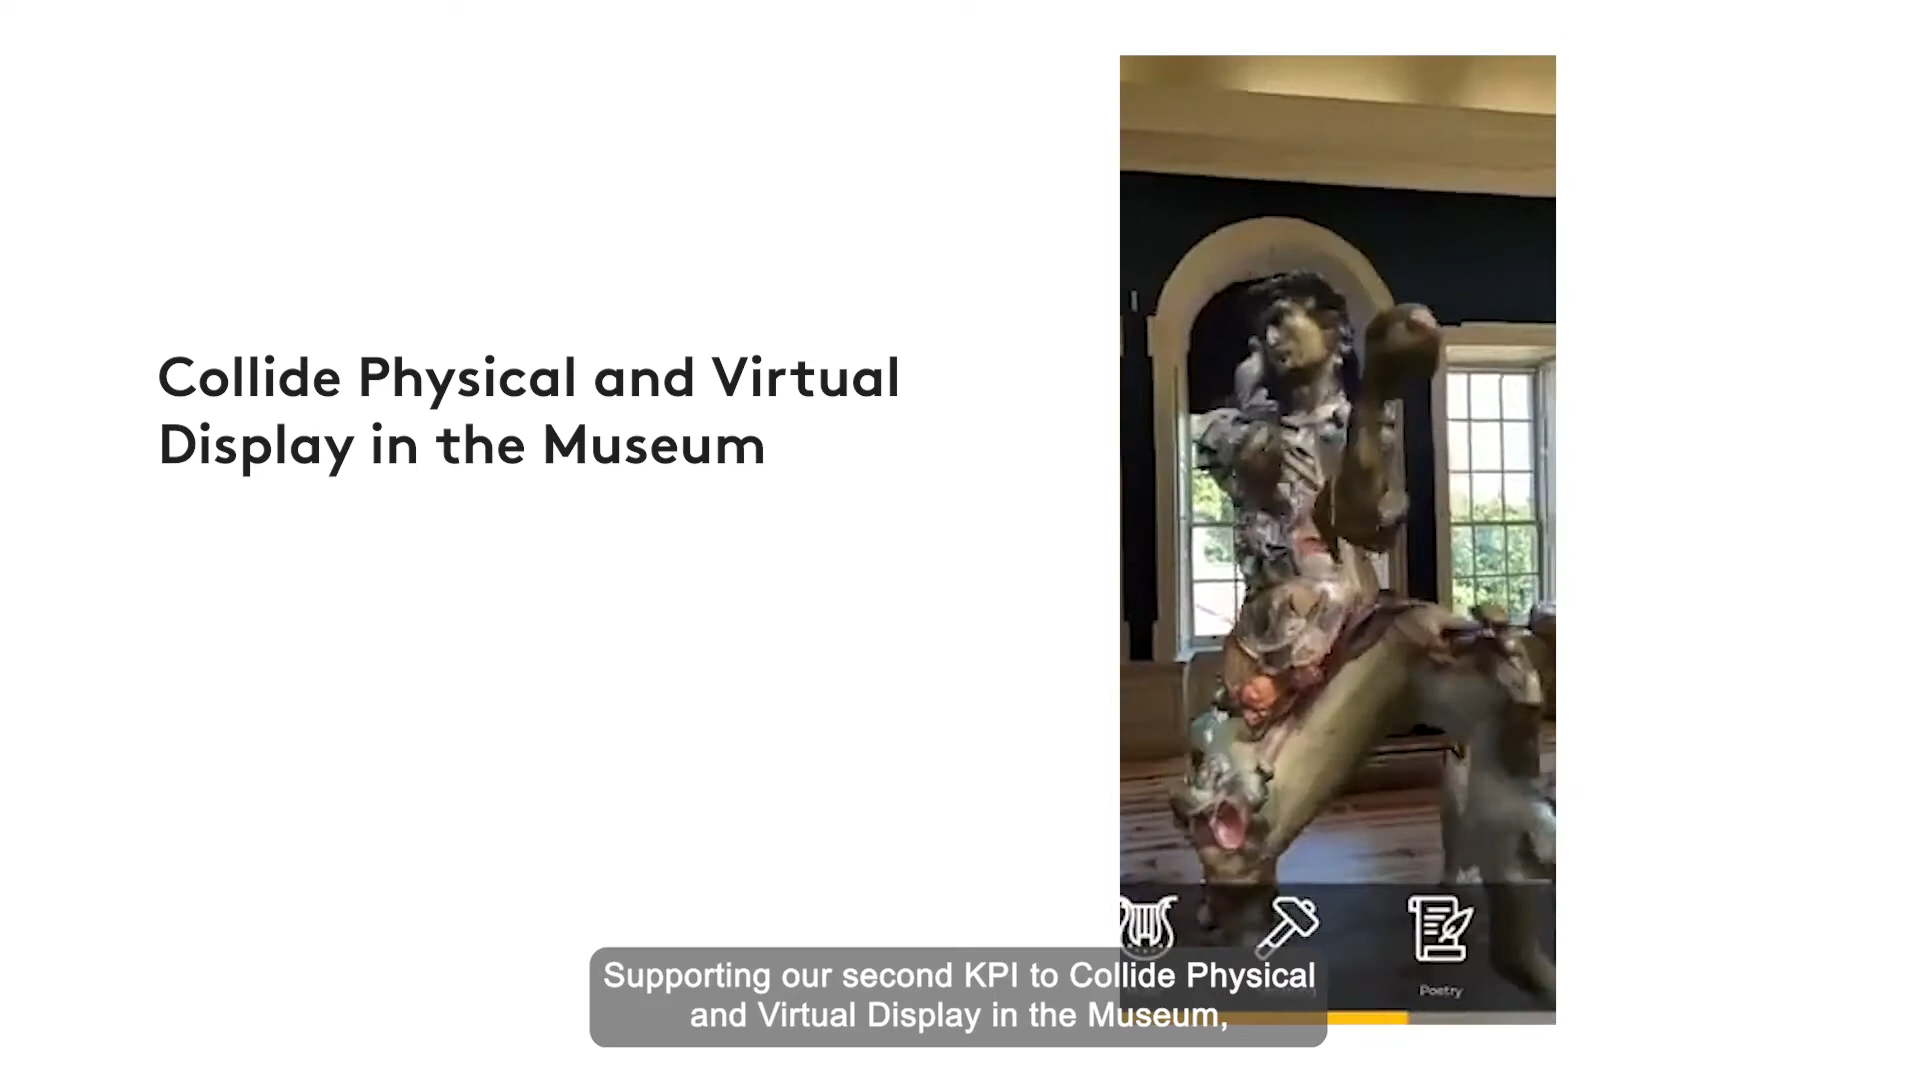 Collide Physical and Virtual
Display in the Museum
Poetry
Supporting our second KPI to Collide Physical
and Virtual Display in the Museum,